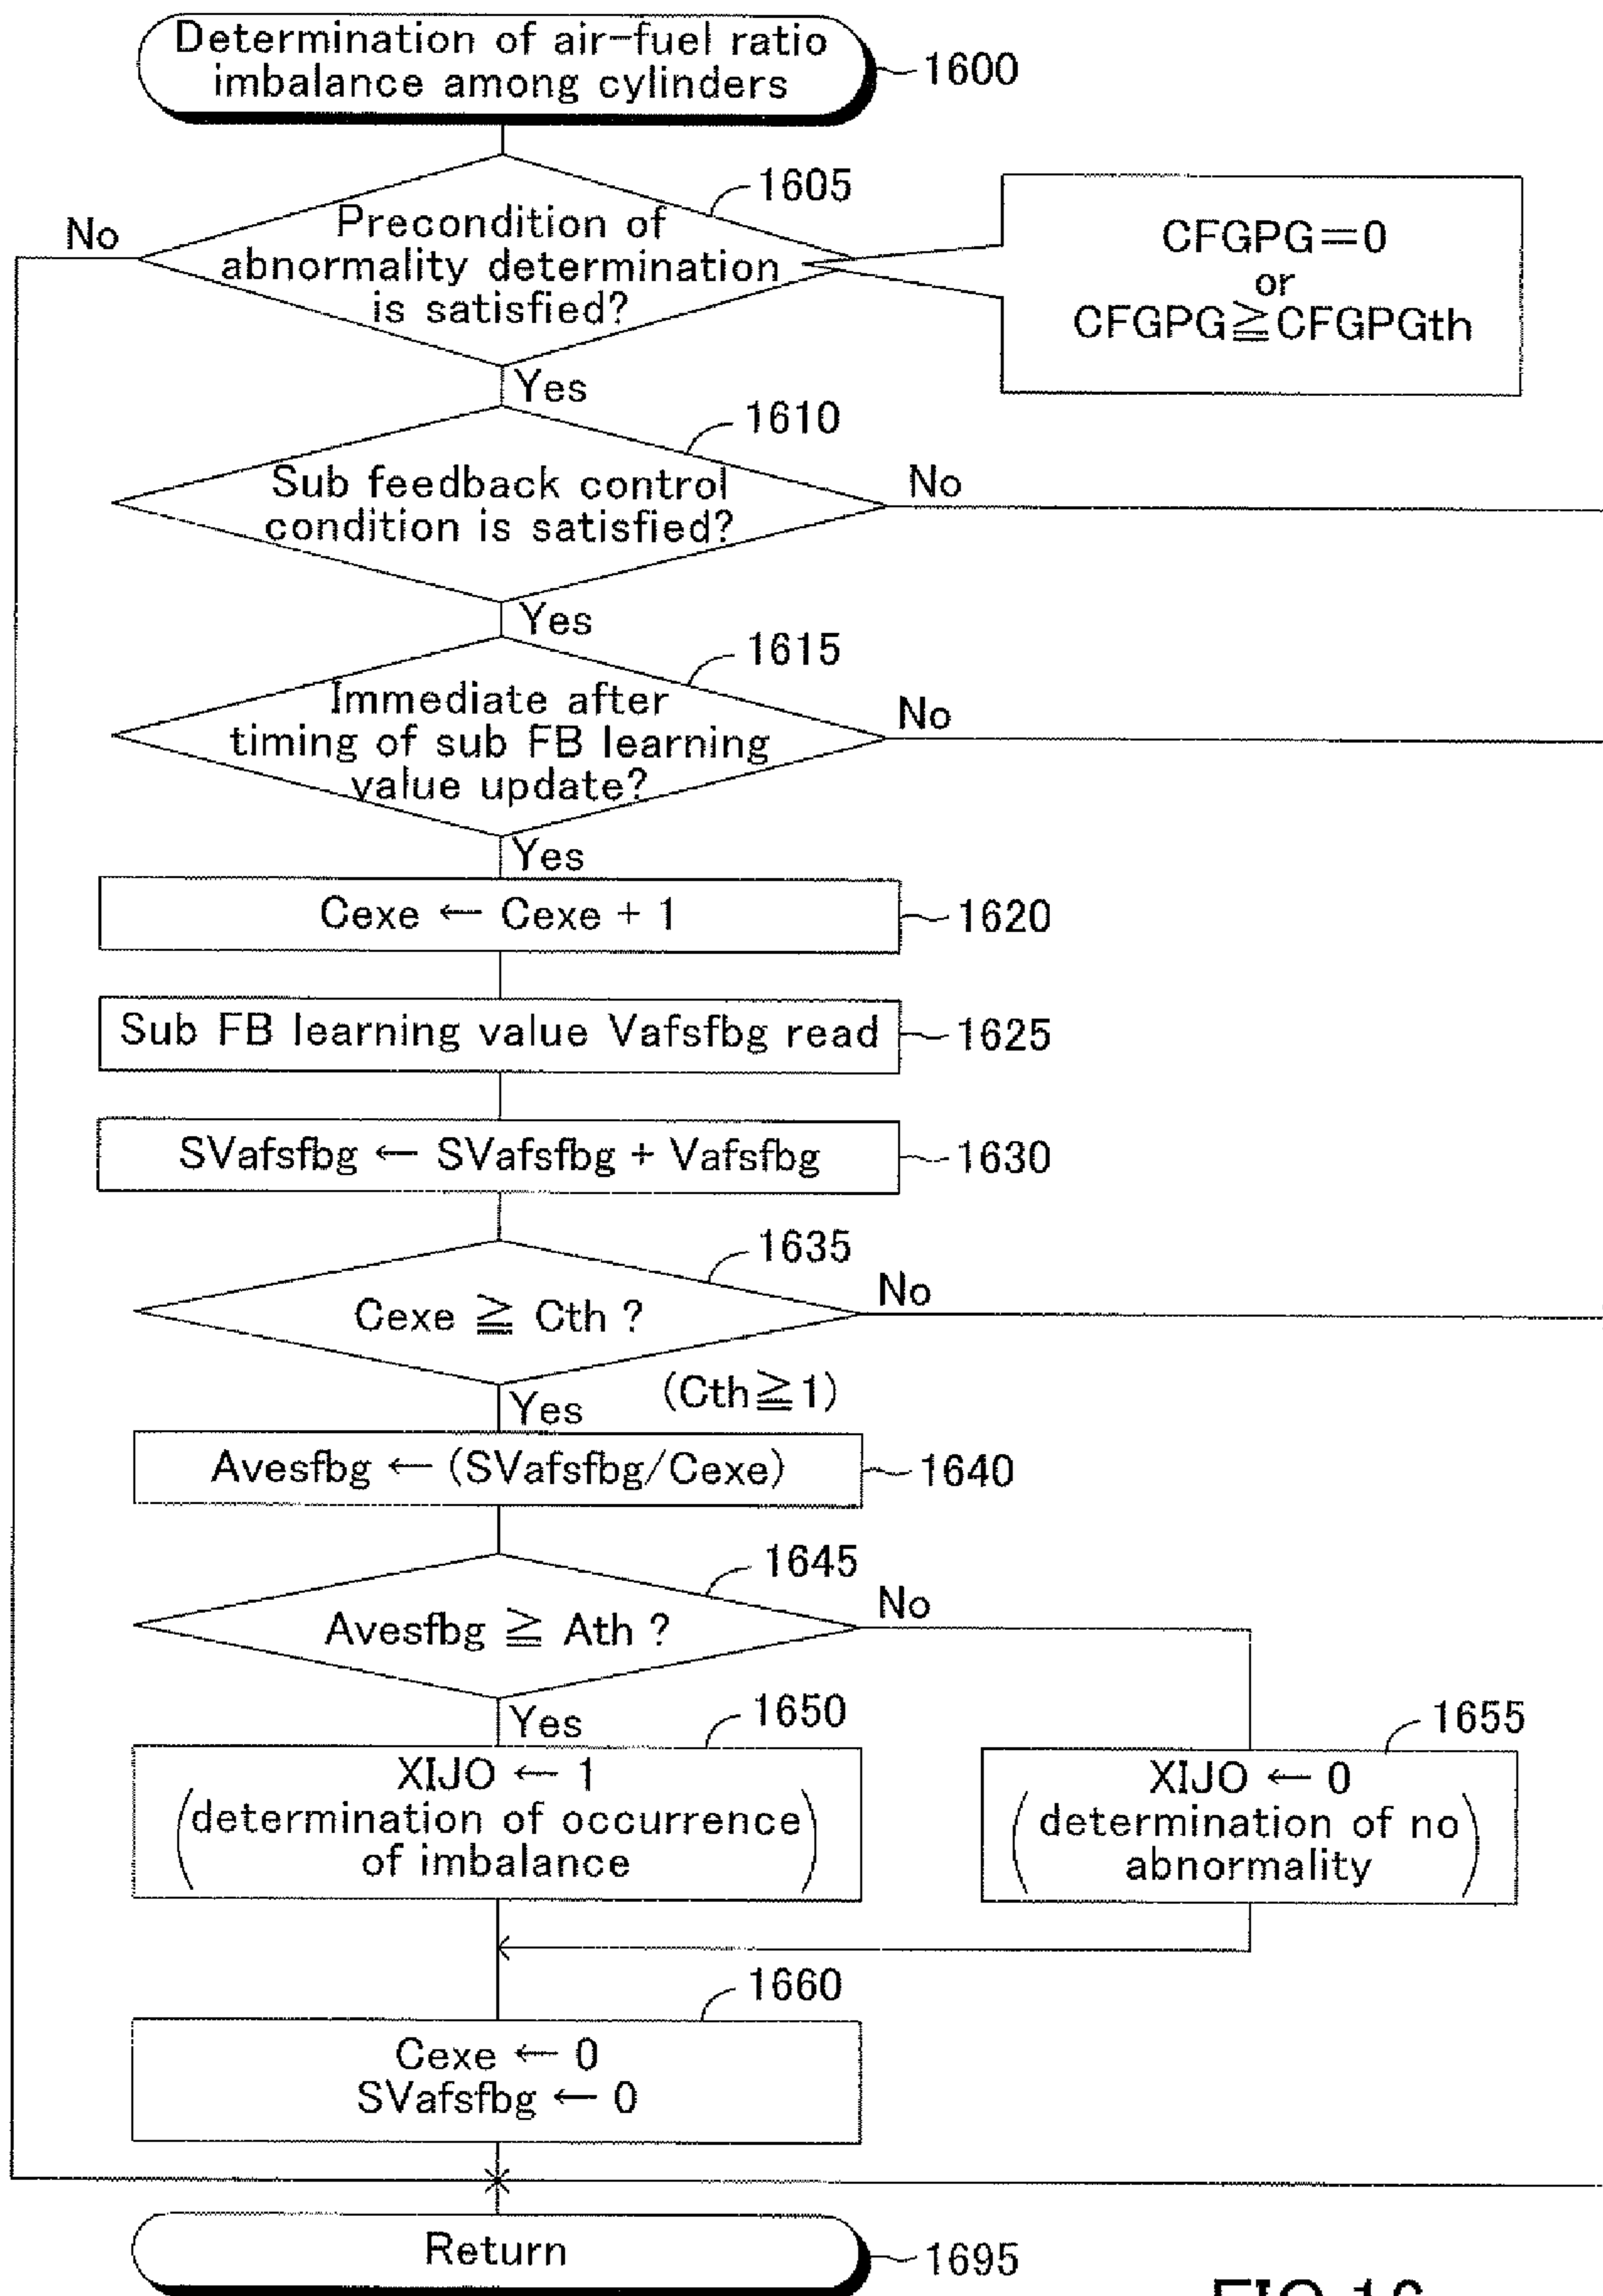 Determination of air-fuel ratio
imbalance among cylinders
1600
1605
No
Precondition of
abnormality determination
is satisfied?
CFGPG=0
or
CFGPG≧CFGPGth
Yes
1610
Sub feedback control
condition is satisfied?
No
Yes
1615
Immediate after
timing of sub FB learning
value update?
No
Yes
Cexe ← Cexe + 1
1620
Sub FB learning value Vafsfbg read
1625
SVafsfbg ← SVafsfbg + Vafsfbg
1630
1635
Cexe ≧ Cth ?
No
Yes
(Cth≧1)
Avesfbg ← (SVafsfbg/Cexe)
1640
1645
Avesfbg ≧ Ath ?
No
Yes
1650
XIJO ← 1
(determination of occurrence
of imbalance)
1655
XIJO ← 0
(determination of no
abnormality)
1660
Cexe ← 0
SVafsfbg ← 0
Return
1695